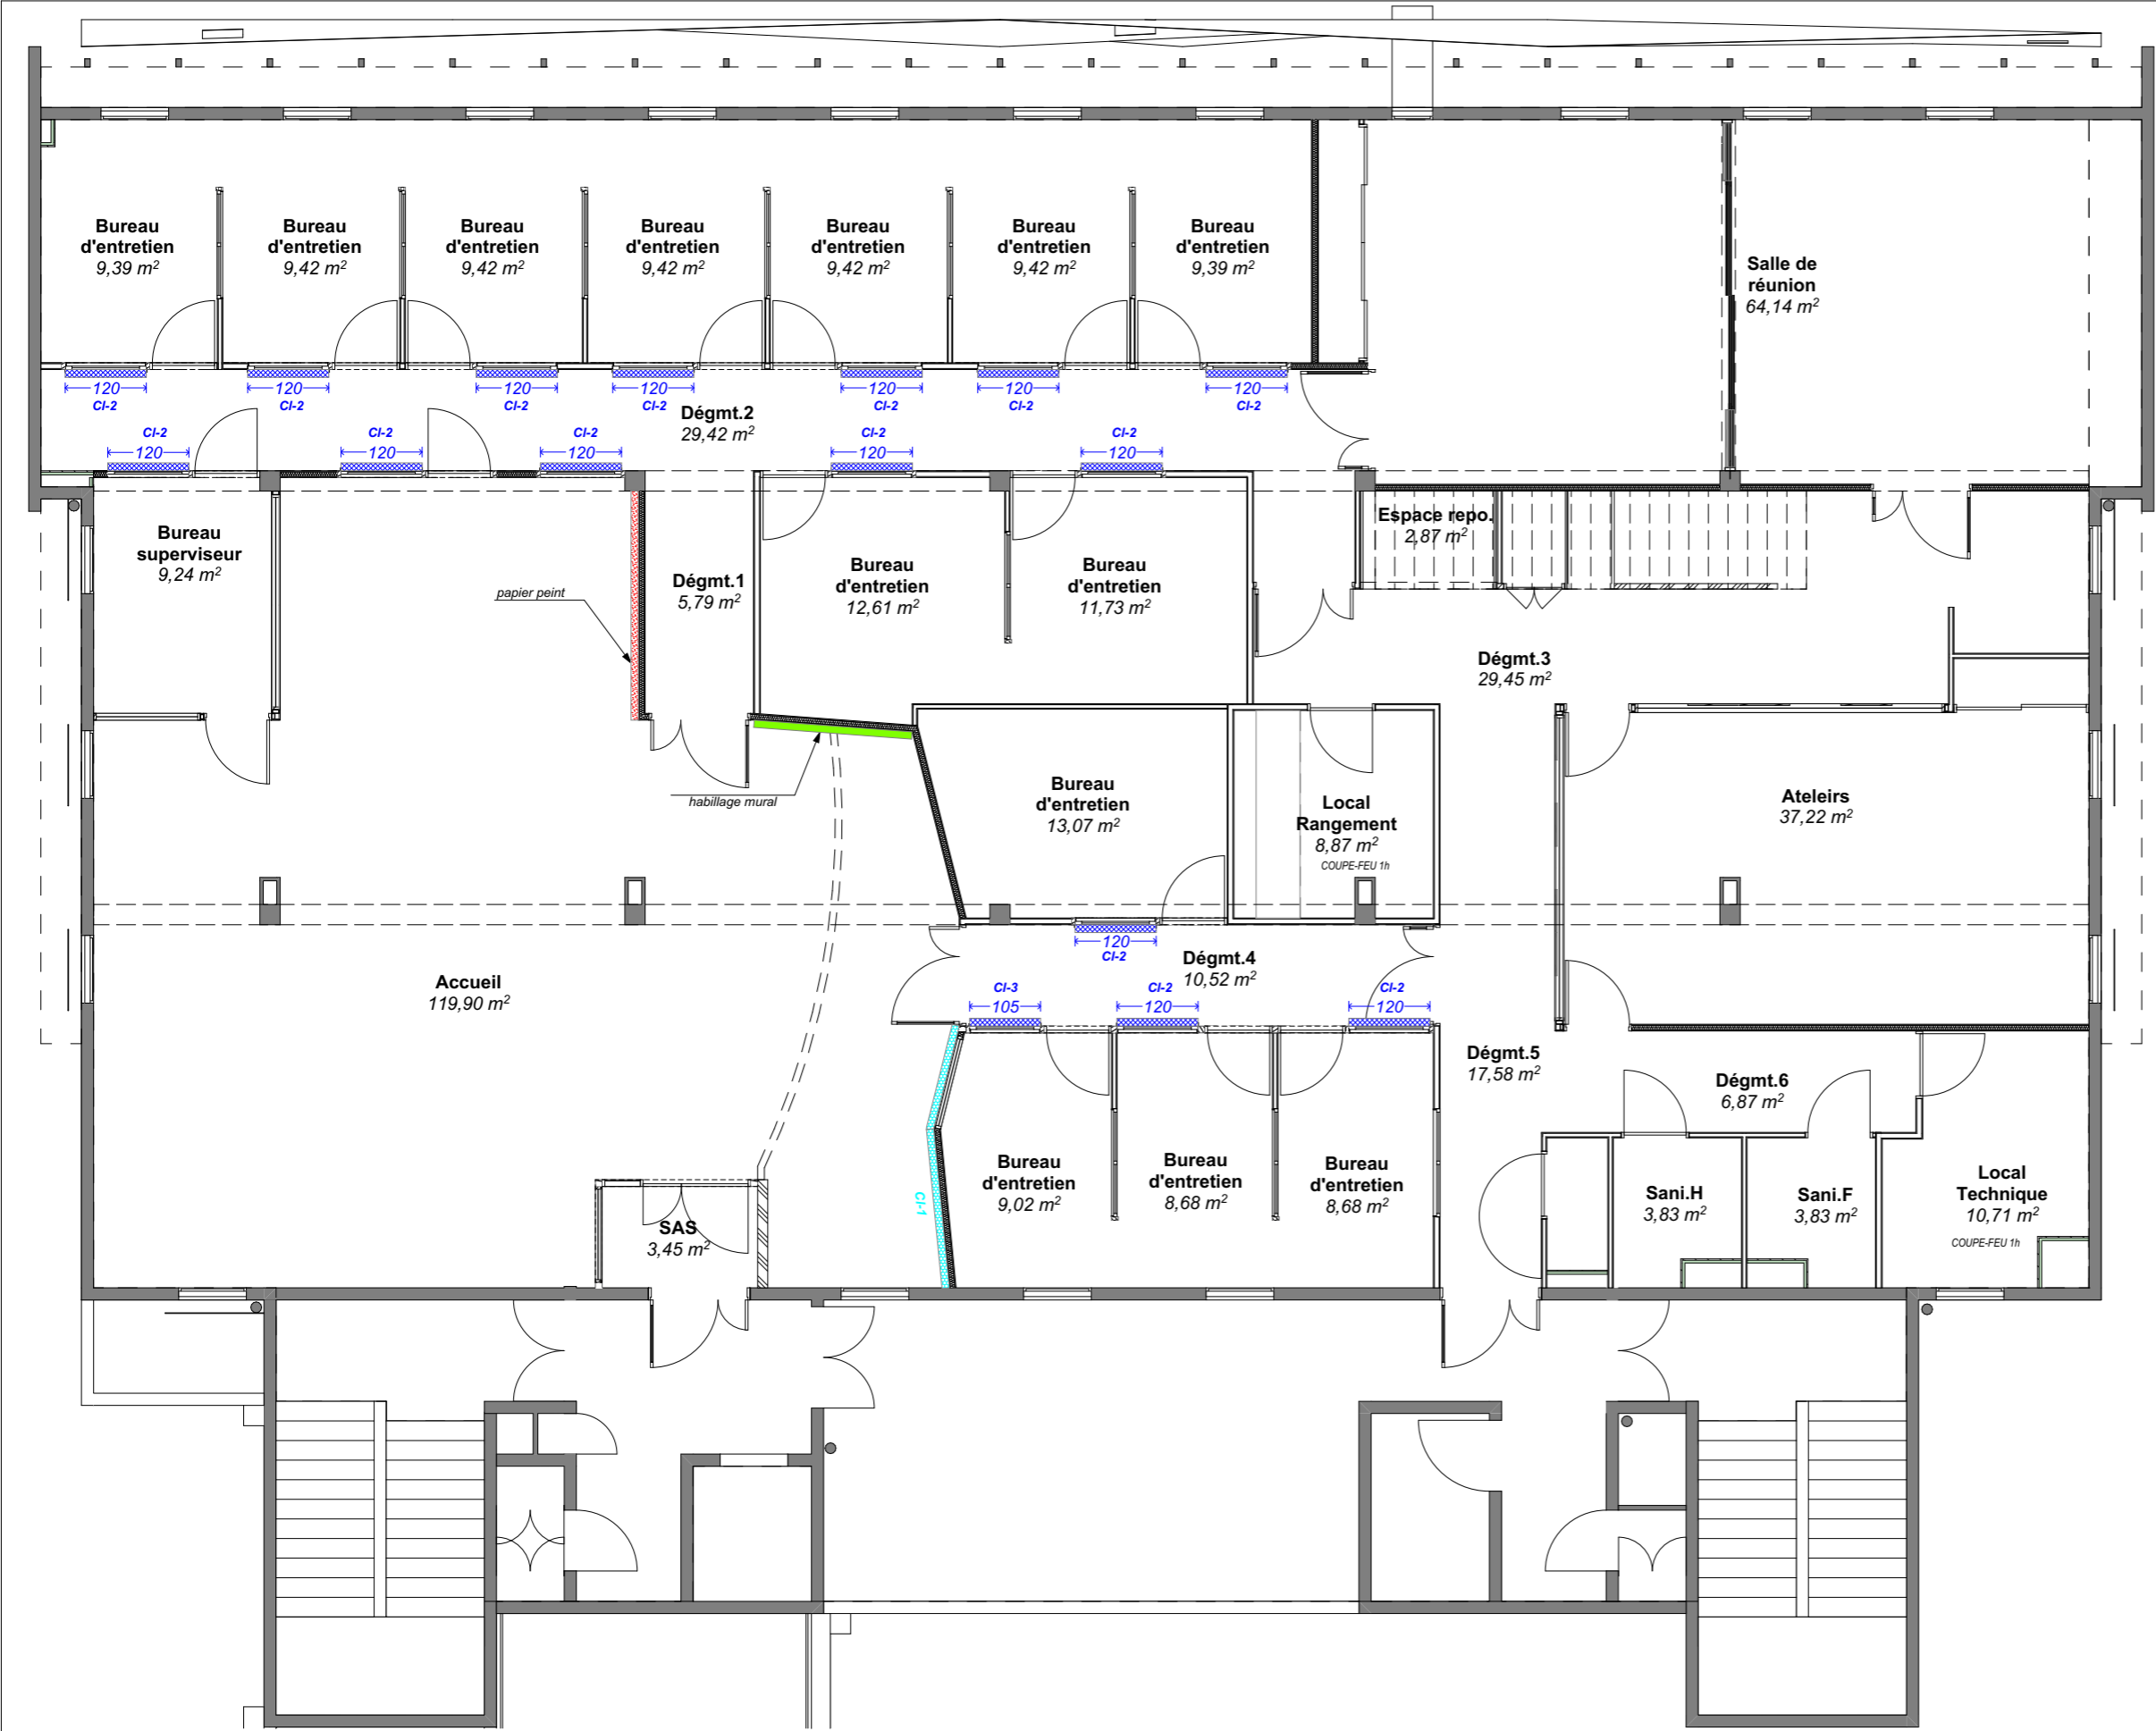 Bureau
d'entretien
9,39 m²
Bureau
d'entretien
9,42 m²
Bureau
d'entretien
9,42 m²
Bureau
d'entretien
9,42 m²
Bureau
d'entretien
9,42 m²
Bureau
d'entretien
9,42 m²
Bureau
d'entretien
9,39 m²
Salle de
réunion
64,14 m²
120
CI-2
120
CI-2
120
CI-2
120
CI-2
120
CI-2
120
CI-2
120
CI-2
Dégmt.2
29,42 m²
CI-2
120
CI-2
120
CI-2
120
CI-2
120
CI-2
120
Bureau
superviseur
9,24 m²
papier peint
Dégmt.1
5,79 m²
Bureau
d'entretien
12,61 m²
Bureau
d'entretien
11,73 m²
Espace repo.
2,87 m²
Dégmt.3
29,45 m²
habillage mural
Bureau
d'entretien
13,07 m²
Local
Rangement
8,87 m²
COUPE-FEU 1h
Ateleirs
37,22 m²
Accueil
119,90 m²
120
CI-2
Dégmt.4
10,52 m²
CI-3
105
CI-2
120
CI-2
120
Dégmt.5
17,58 m²
Dégmt.6
6,87 m²
CI-1
Bureau
d'entretien
9,02 m²
Bureau
d'entretien
8,68 m²
Bureau
d'entretien
8,68 m²
Sani.H
3,83 m²
Sani.F
3,83 m²
Local
Technique
10,71 m²
COUPE-FEU 1h
SAS
3,45 m²